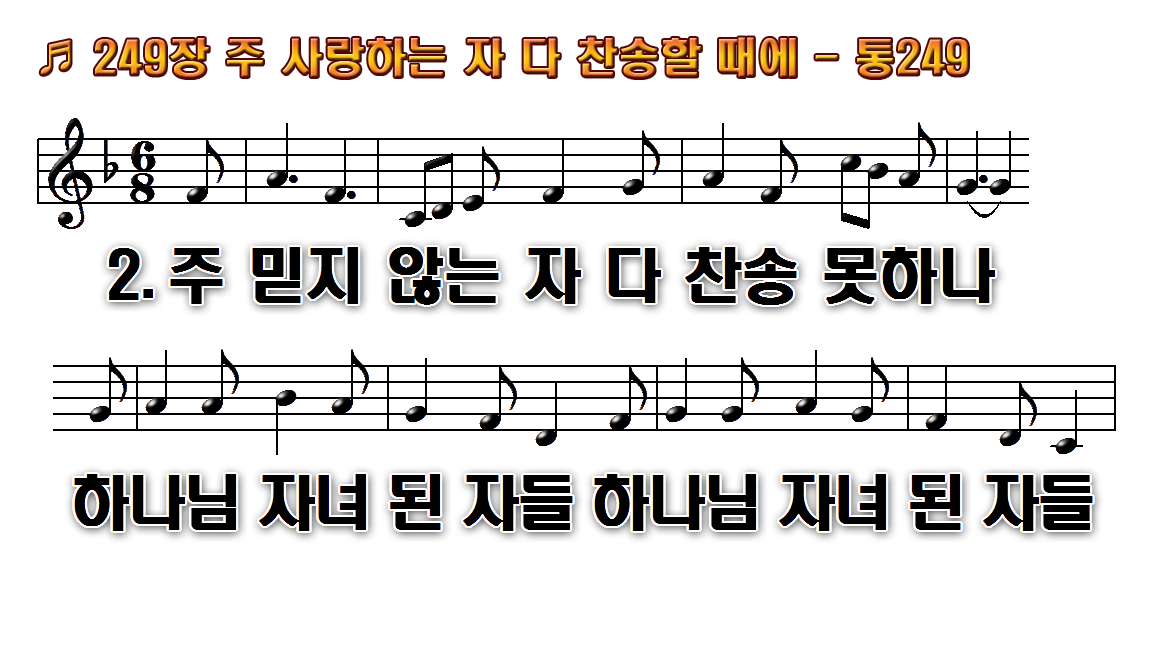 ♬ 249장 주 사랑하는 자 다 찬송할 때에 - 통249
6
8
2. 주 믿지 않는 자 다 찬송 못하나
하나님 자녀 된 자들 하나님 자녀 된 자들